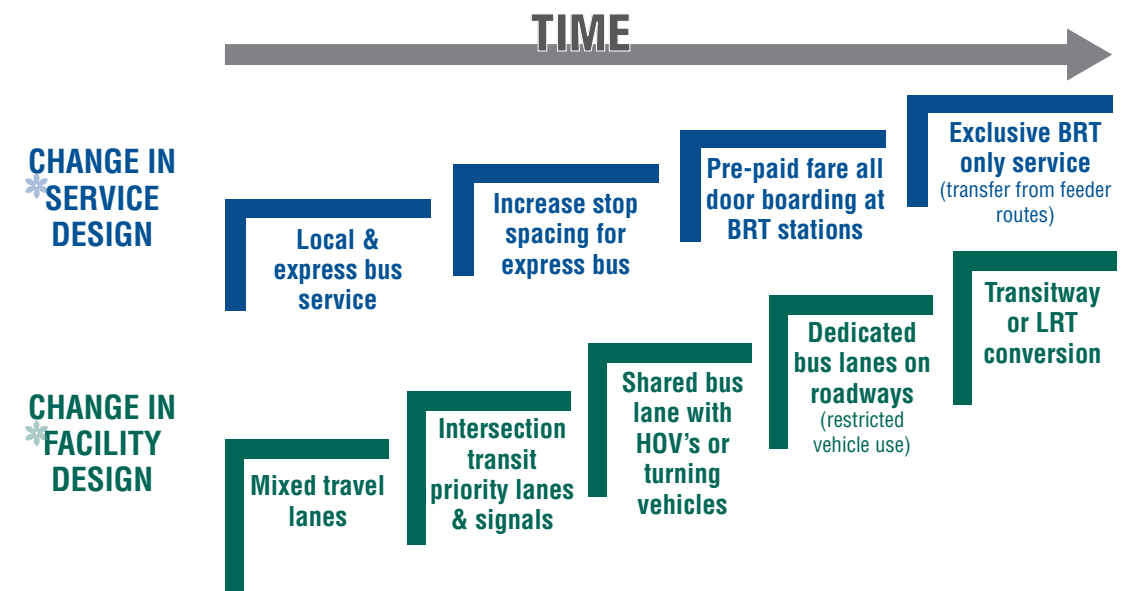 TIME
CHANGE IN
SERVICE
DESIGN
Local &
express bus
service
Increase stop
spacing for
express bus
Pre-paid fare all
door boarding at
BRT stations
Exclusive BRT
only service
(transfer from feeder
routes)
CHANGE IN
FACILITY
DESIGN
Mixed travel
lanes
Intersection
transit
priority lanes
& signals
Shared bus
lane with
HOV's or
turning
vehicles
Dedicated
bus lanes on
roadways
(restricted
vehicle use)
Transitway
or LRT
conversion